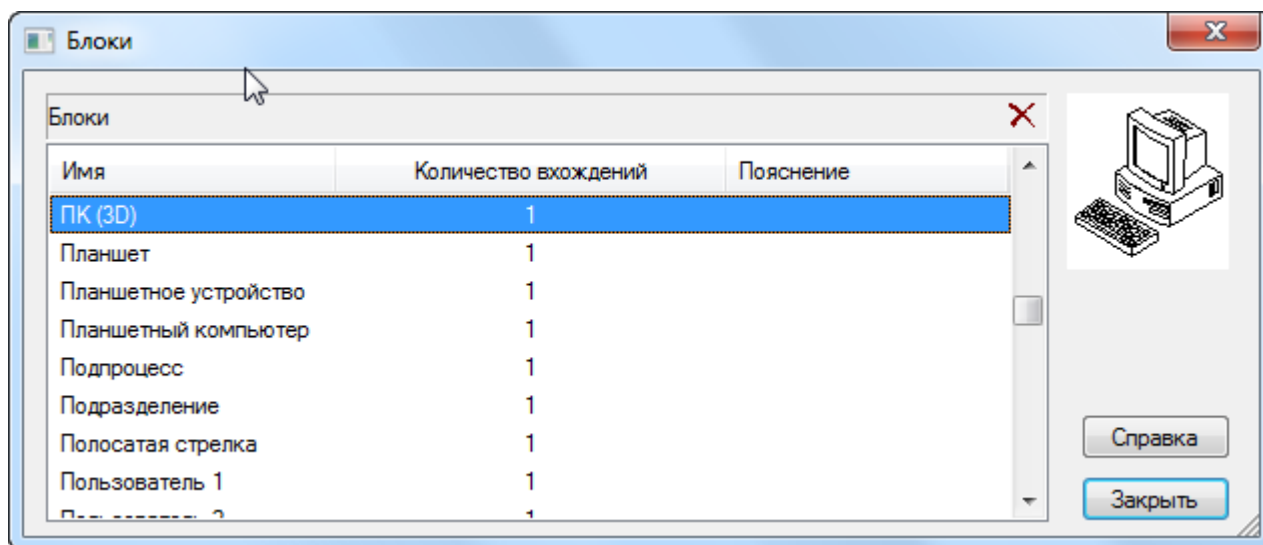 Блоки
Блоки
Имя Количество вхождений Пояснение
ПК (3D) 1
Планшет 1
Планшетное устройство 1
Планшетный компьютер 1
Подпроцесс 1
Подразделение 1
Полосатая стрелка 1
Пользователь 1 1
Справка
Закрыть